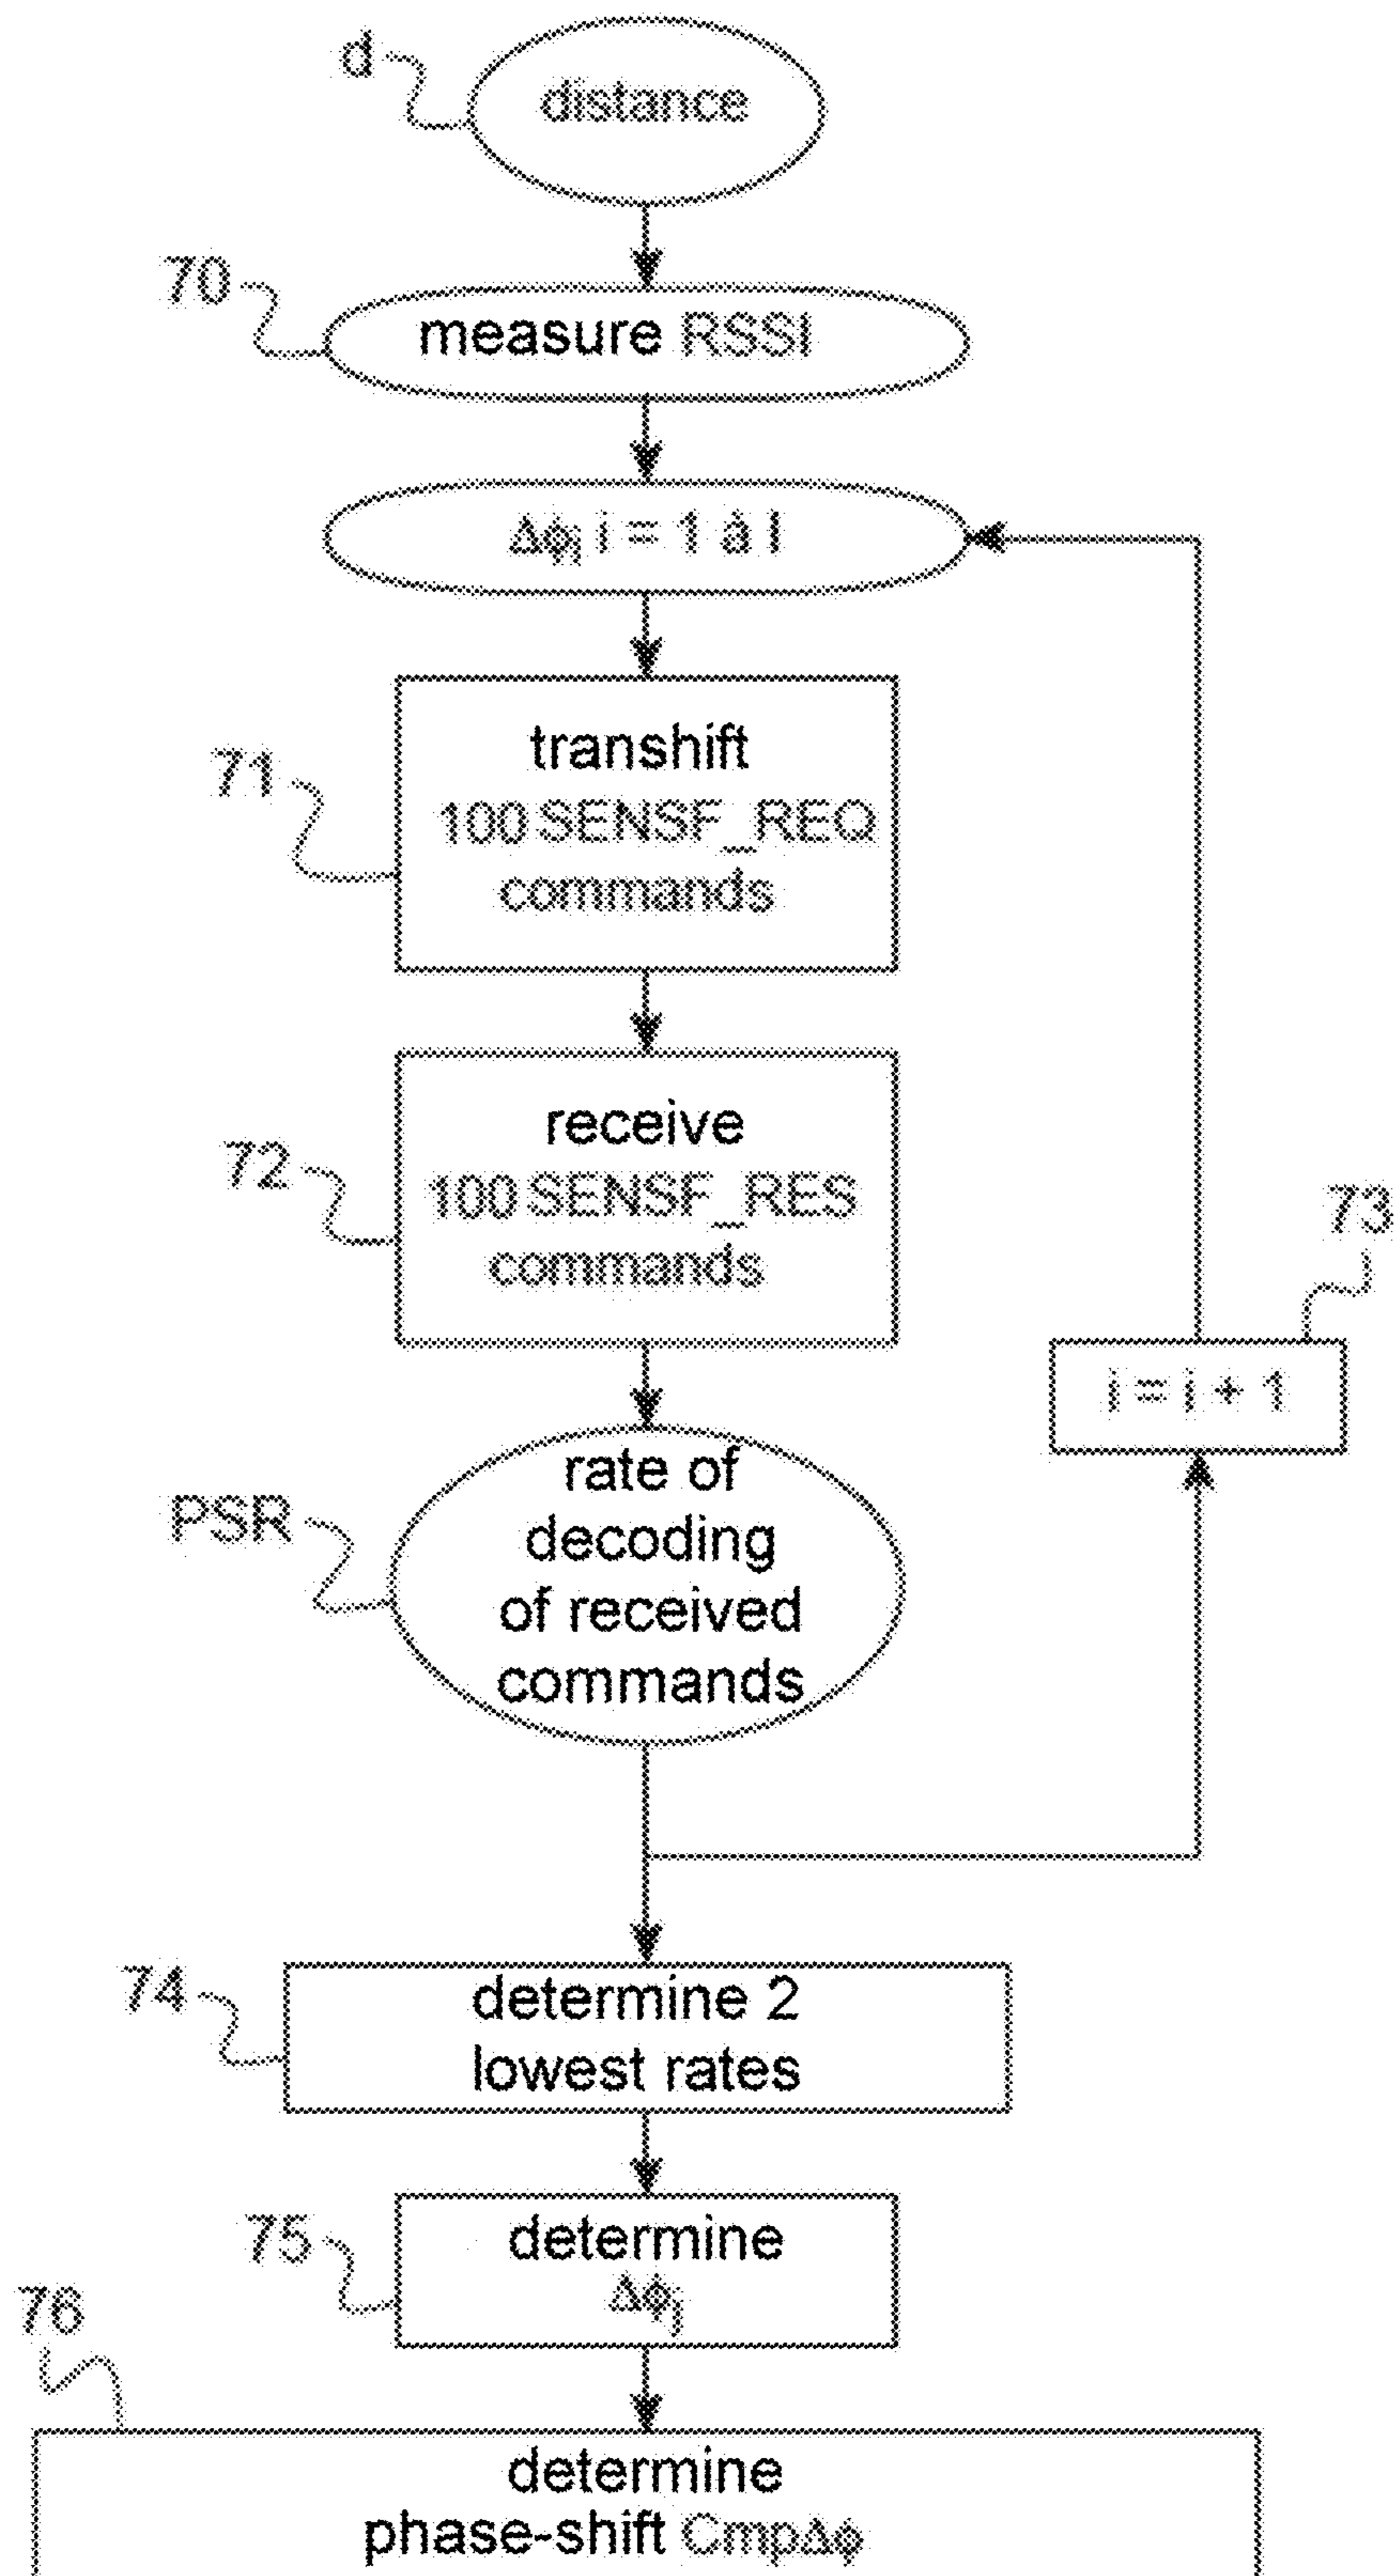 d
distance
70
measure RSSI
Δϕi i = 1 à I
71
transhift
100 SENSF_REQ
commands
72
receive
100 SENSF_RES
commands
73
i = i + 1
PSR
rate of
decoding
of received
commands
74
determine 2
lowest rates
75
determine
Δϕj
76
determine
phase-shift CmpΔϕ